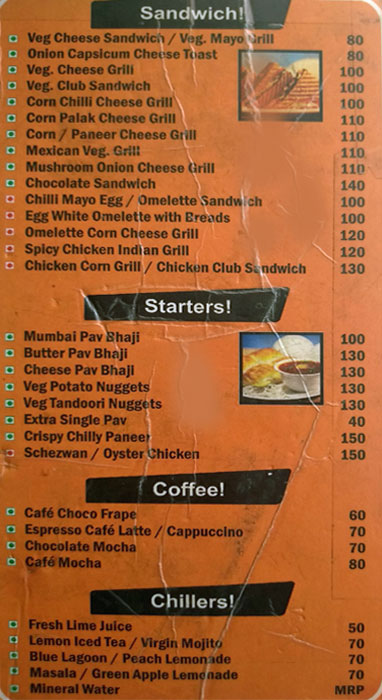 Sandwich!
Veg Cheese Sandwich / Veg. Mayo Grill 80
Onion Capsicum Cheese Toast 80
Veg. Cheese Grill 100
Veg. Club Sandwich 100
Corn Chilli Cheese Grill 100
Corn Palak Cheese Grill 110
Corn / Paneer Cheese Grill 110
Mexican Veg. Grill 110
Mushroom Onion Cheese Grill 110
Chocolate Sandwich 140
Chilli Mayo Egg / Omelette Sandwich 100
Egg White Omelette with Breads 100
Omelette Corn Cheese Grill 120
Spicy Chicken Indian Grill 120
Chicken Corn Grill / Chicken Club Sandwich 130
Starters!
Mumbai Pav Bhaji 100
Butter Pav Bhaji 130
Cheese Pav Bhaji 130
Veg Potato Nuggets 130
Veg Tandoori Nuggets 130
Extra Single Pav 40
Crispy Chilly Paneer 150
Schezwan / Oyster Chicken 150
Coffee!
Café Choco Frape 60
Espresso Café Latte / Cappuccino 70
Chocolate Mocha 70
Café Mocha 80
Chillers!
Fresh Lime Juice 50
Lemon Iced Tea / Virgin Mojito 70
Blue Lagoon / Peach Lemonade 70
Masala / Green Apple Lemonade 70
Mineral Water MRP